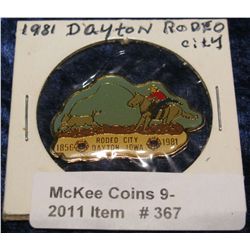 1981 DAYTON RODEO
city
RODEO CITY
1856 DAYTON, IOWA 1981
McKee Coins 9-
2011 Item # 367